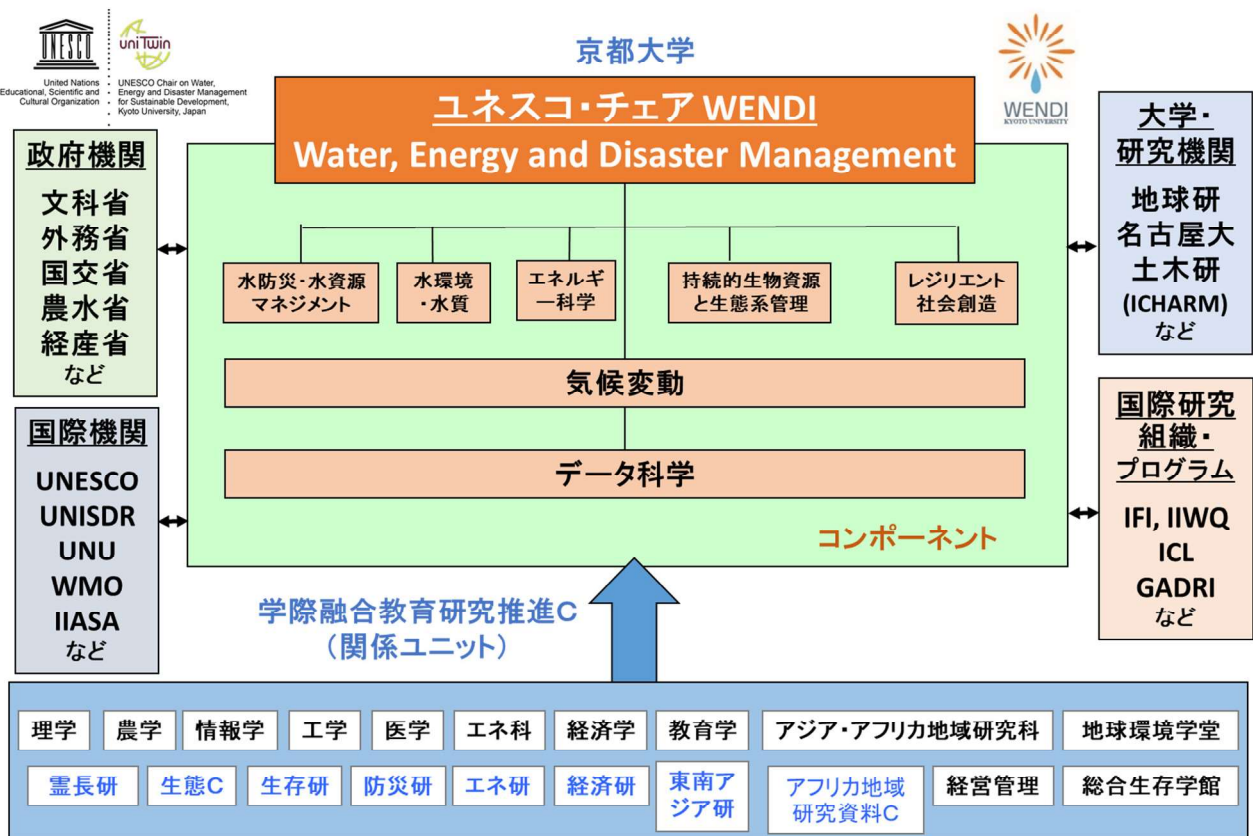 UNESCO
United Nations
Educational, Scientific and
Cultural Organization
uniTwin
UNESCO Chair on Water,
Energy and Disaster Management
for Sustainable Development,
Kyoto University, Japan
京都大学
WENDI
KYOTO UNIVERSITY
ユネスコ・チェア WENDI
Water, Energy and Disaster Management
政府機関
文科省
外務省
国交省
農水省
経産省
など
国際機関
UNESCO
UNISDR
UNU
WMO
IIASA
など
水防災・水資源
マネジメント
水環境
・水質
エネルギ
ー科学
持続的生物資源
と生態系管理
レジリエント
社会創造
気候変動
データ科学
コンポーネント
大学・
研究機関
地球研
名古屋大
土木研
(ICHARM)
など
国際研究
組織・
プログラム
IFI, IIWQ
ICL
GADRI
など
学際融合教育研究推進C
（関係ユニット）
理学
農学
情報学
工学
医学
エネ科
経済学
教育学
アジア・アフリカ地域研究科
地球環境学堂
霊長研
生態C
生存研
防災研
エネ研
経済研
東南ア
ジア研
アフリカ地域
研究資料C
経営管理
総合生存学館